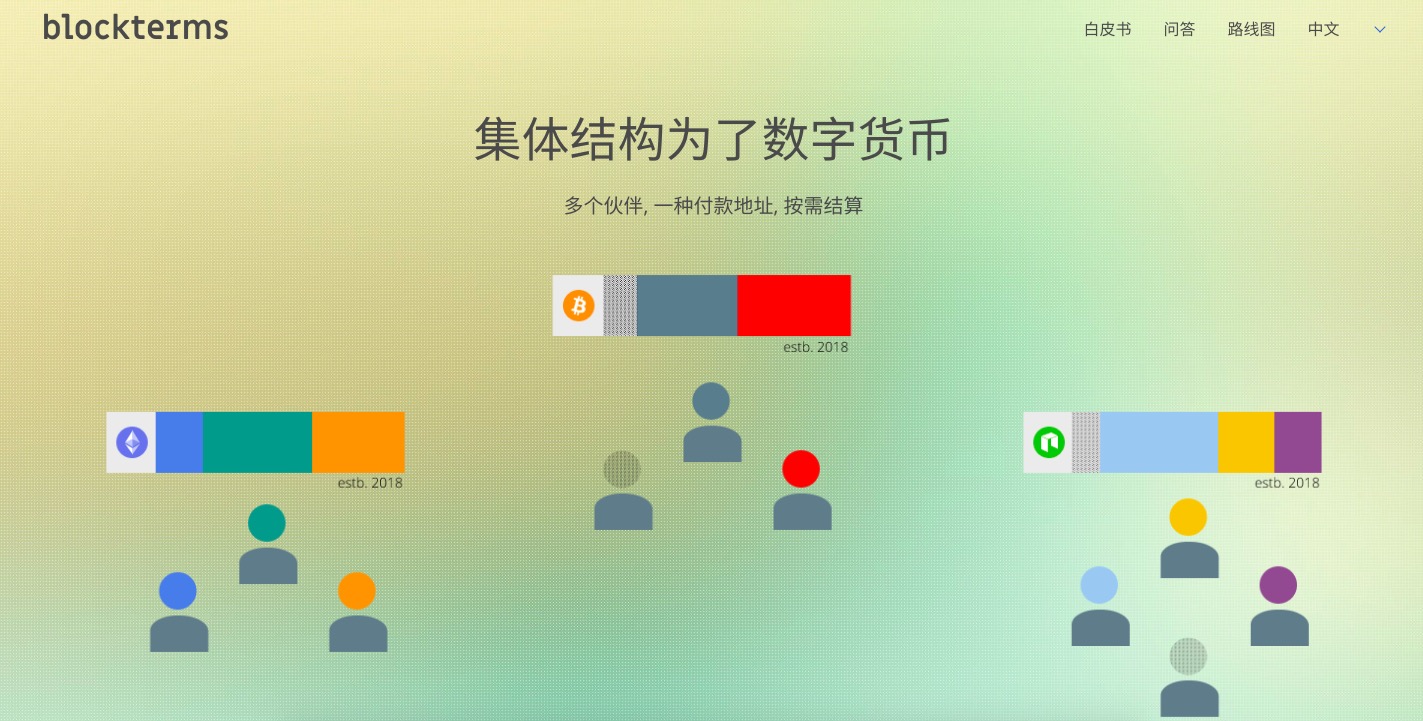 blockterms
白皮书 问答 路线图 中文
集体结构为了数字货币
多个伙伴, 一种付款地址, 按需结算
estb. 2018
estb. 2018
estb. 2018